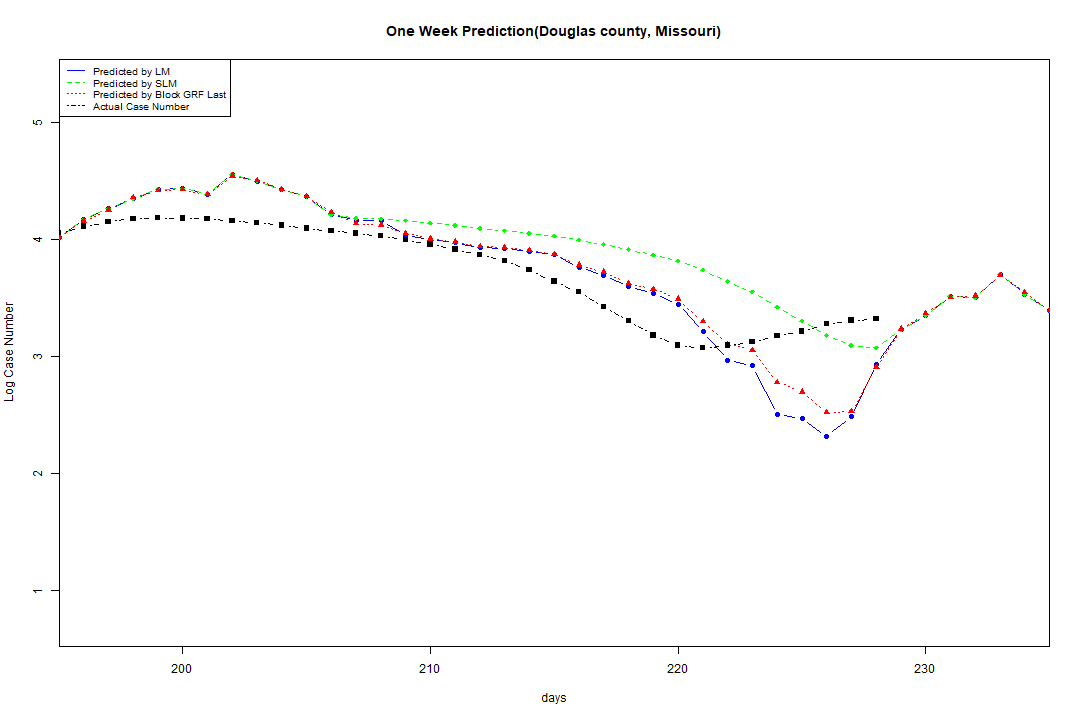 One Week Prediction(Douglas county, Missouri)
Predicted by LM
Predicted by SLM
Predicted by Block GRF Last
Actual Case Number
5
4
3
2
1
Log Case Number
200 210 220 230
days